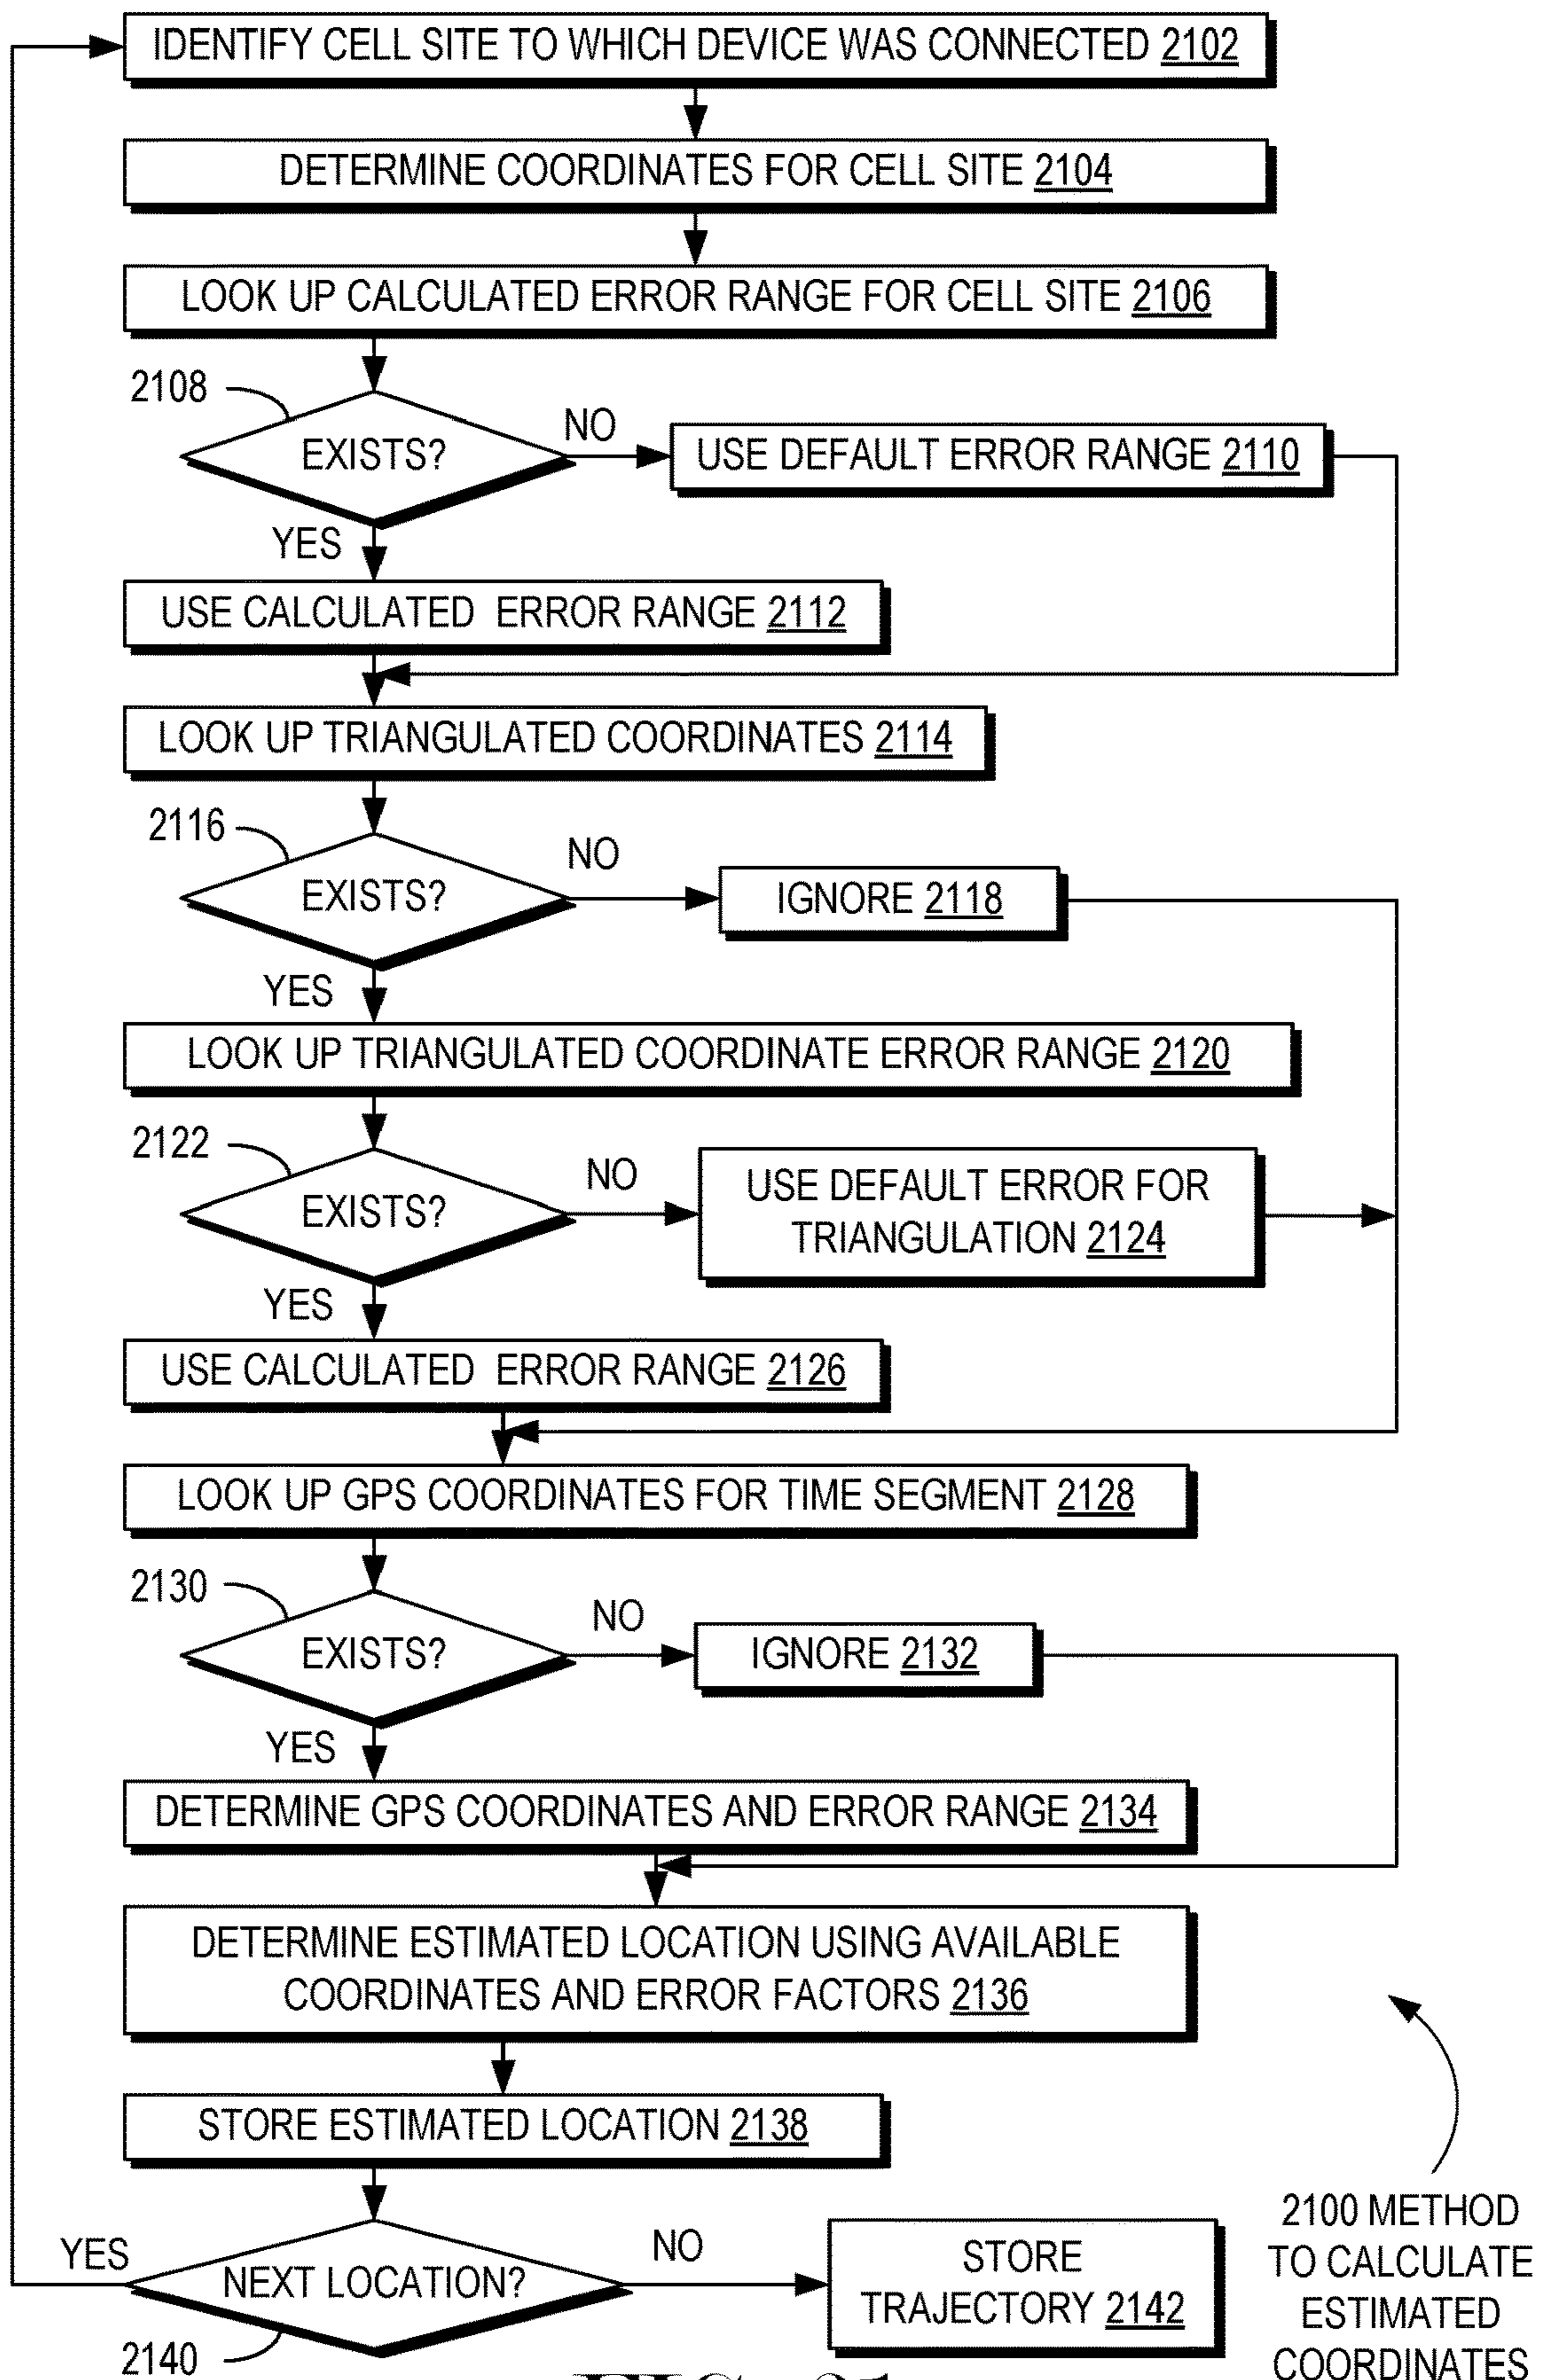 IDENTIFY CELL SITE TO WHICH DEVICE WAS CONNECTED 2102
DETERMINE COORDINATES FOR CELL SITE 2104
LOOK UP CALCULATED ERROR RANGE FOR CELL SITE 2106
2108
EXISTS?
NO
USE DEFAULT ERROR RANGE 2110
YES
USE CALCULATED ERROR RANGE 2112
LOOK UP TRIANGULATED COORDINATES 2114
2116
EXISTS?
NO
IGNORE 2118
YES
LOOK UP TRIANGULATED COORDINATE ERROR RANGE 2120
2122
EXISTS?
NO
USE DEFAULT ERROR FOR
TRIANGULATION 2124
YES
USE CALCULATED ERROR RANGE 2126
LOOK UP GPS COORDINATES FOR TIME SEGMENT 2128
2130
EXISTS?
NO
IGNORE 2132
YES
DETERMINE GPS COORDINATES AND ERROR RANGE 2134
DETERMINE ESTIMATED LOCATION USING AVAILABLE
COORDINATES AND ERROR FACTORS 2136
STORE ESTIMATED LOCATION 2138
YES
NEXT LOCATION?
2140
NO
STORE
TRAJECTORY 2142
2100 METHOD
TO CALCULATE
ESTIMATED
COORDINATES